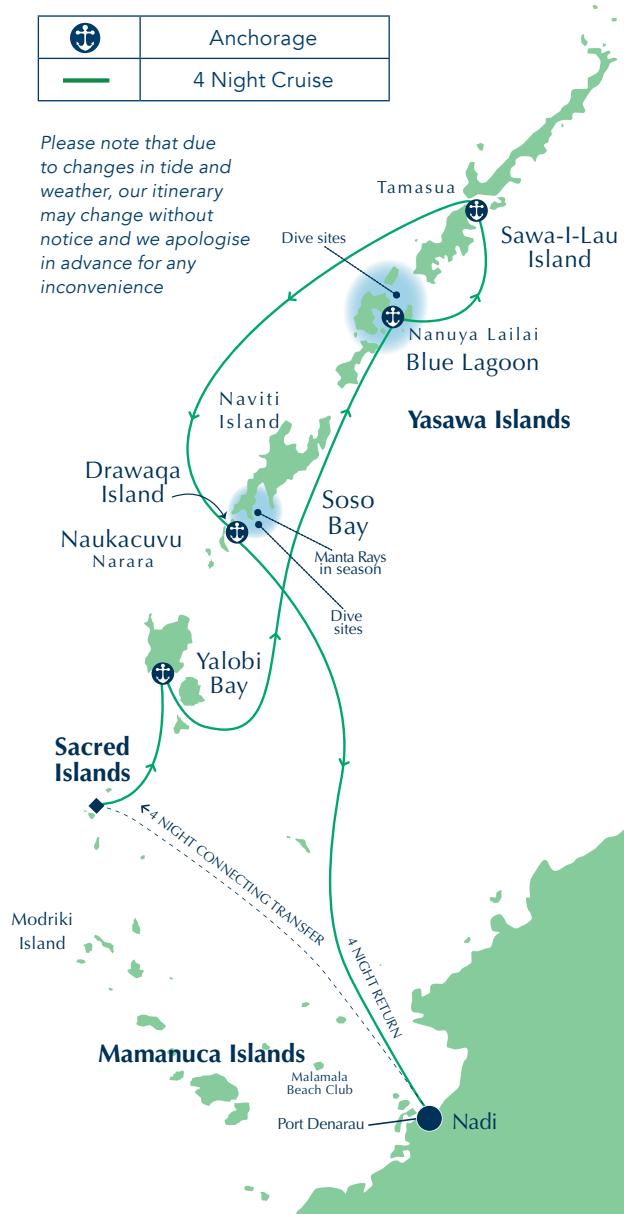 Anchorage
4 Night Cruise
Please note that due
to changes in tide and
weather, our itinerary
may change without
notice and we apologise
in advance for any
inconvenience
Tamasua
Sawa-I-Lau
Island
Dive sites
Nanuya Lailai
Blue Lagoon
Yasawa Islands
Naviti
Island
Drawaqa
Island
Soso
Bay
Naukacuvu
Narara
Manta Rays
in season
Dive
sites
Yalobi
Bay
Sacred
Islands
4 NIGHT CONNECTING TRANSFER
4 NIGHT RETURN
Modriki
Island
Mamanuca Islands
Malamala
Beach Club
Port Denarau
Nadi